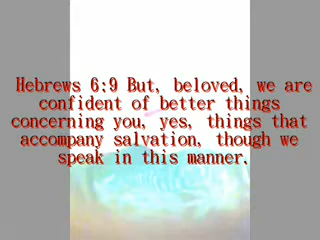 Hebrews 6:9 But, beloved, we are
confident of better things
concerning you, yes, things that
accompany salvation, though we
speak in this manner.